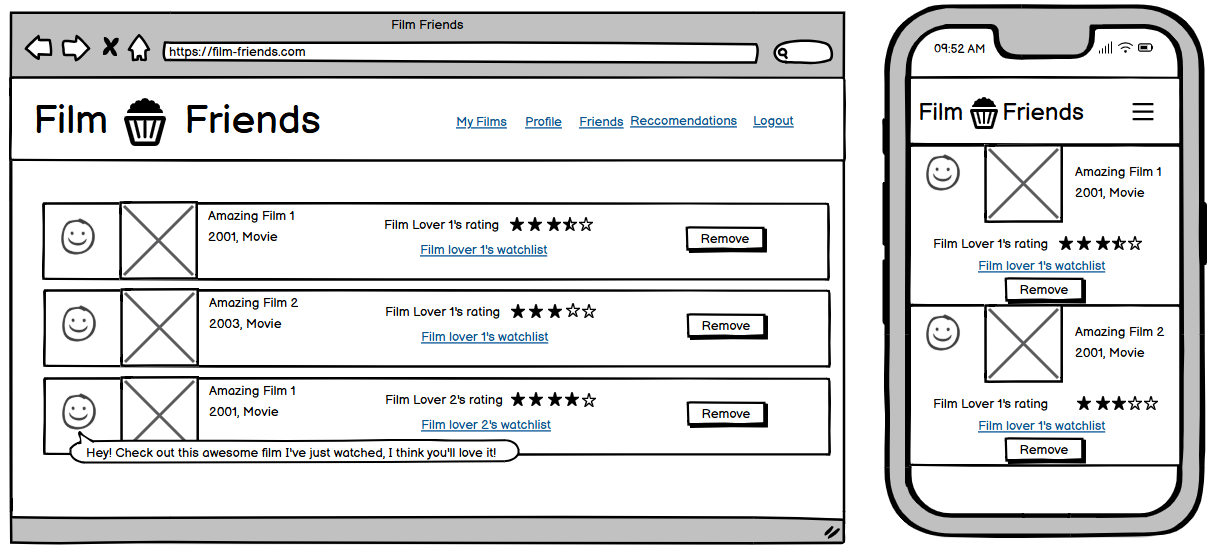 Film Friends
https://film-friends.com
Film Friends
My Films Profile Friends Reccomendations Logout
Amazing Film 1
2001, Movie
Film Lover 1's rating
Film lover 1's watchlist
Remove
Amazing Film 2
2003, Movie
Film Lover 1's rating
Film lover 1's watchlist
Remove
Amazing Film 1
2001, Movie
Film Lover 2's rating
Film lover 2's watchlist
Remove
Hey! Check out this awesome film I've just watched, I think you'll love it!
09:52 AM
Film Friends
Amazing Film 1
2001, Movie
Film Lover 1's rating
Film lover 1's watchlist
Remove
Amazing Film 2
2001, Movie
Film Lover 1's rating
Film lover 1's watchlist
Remove